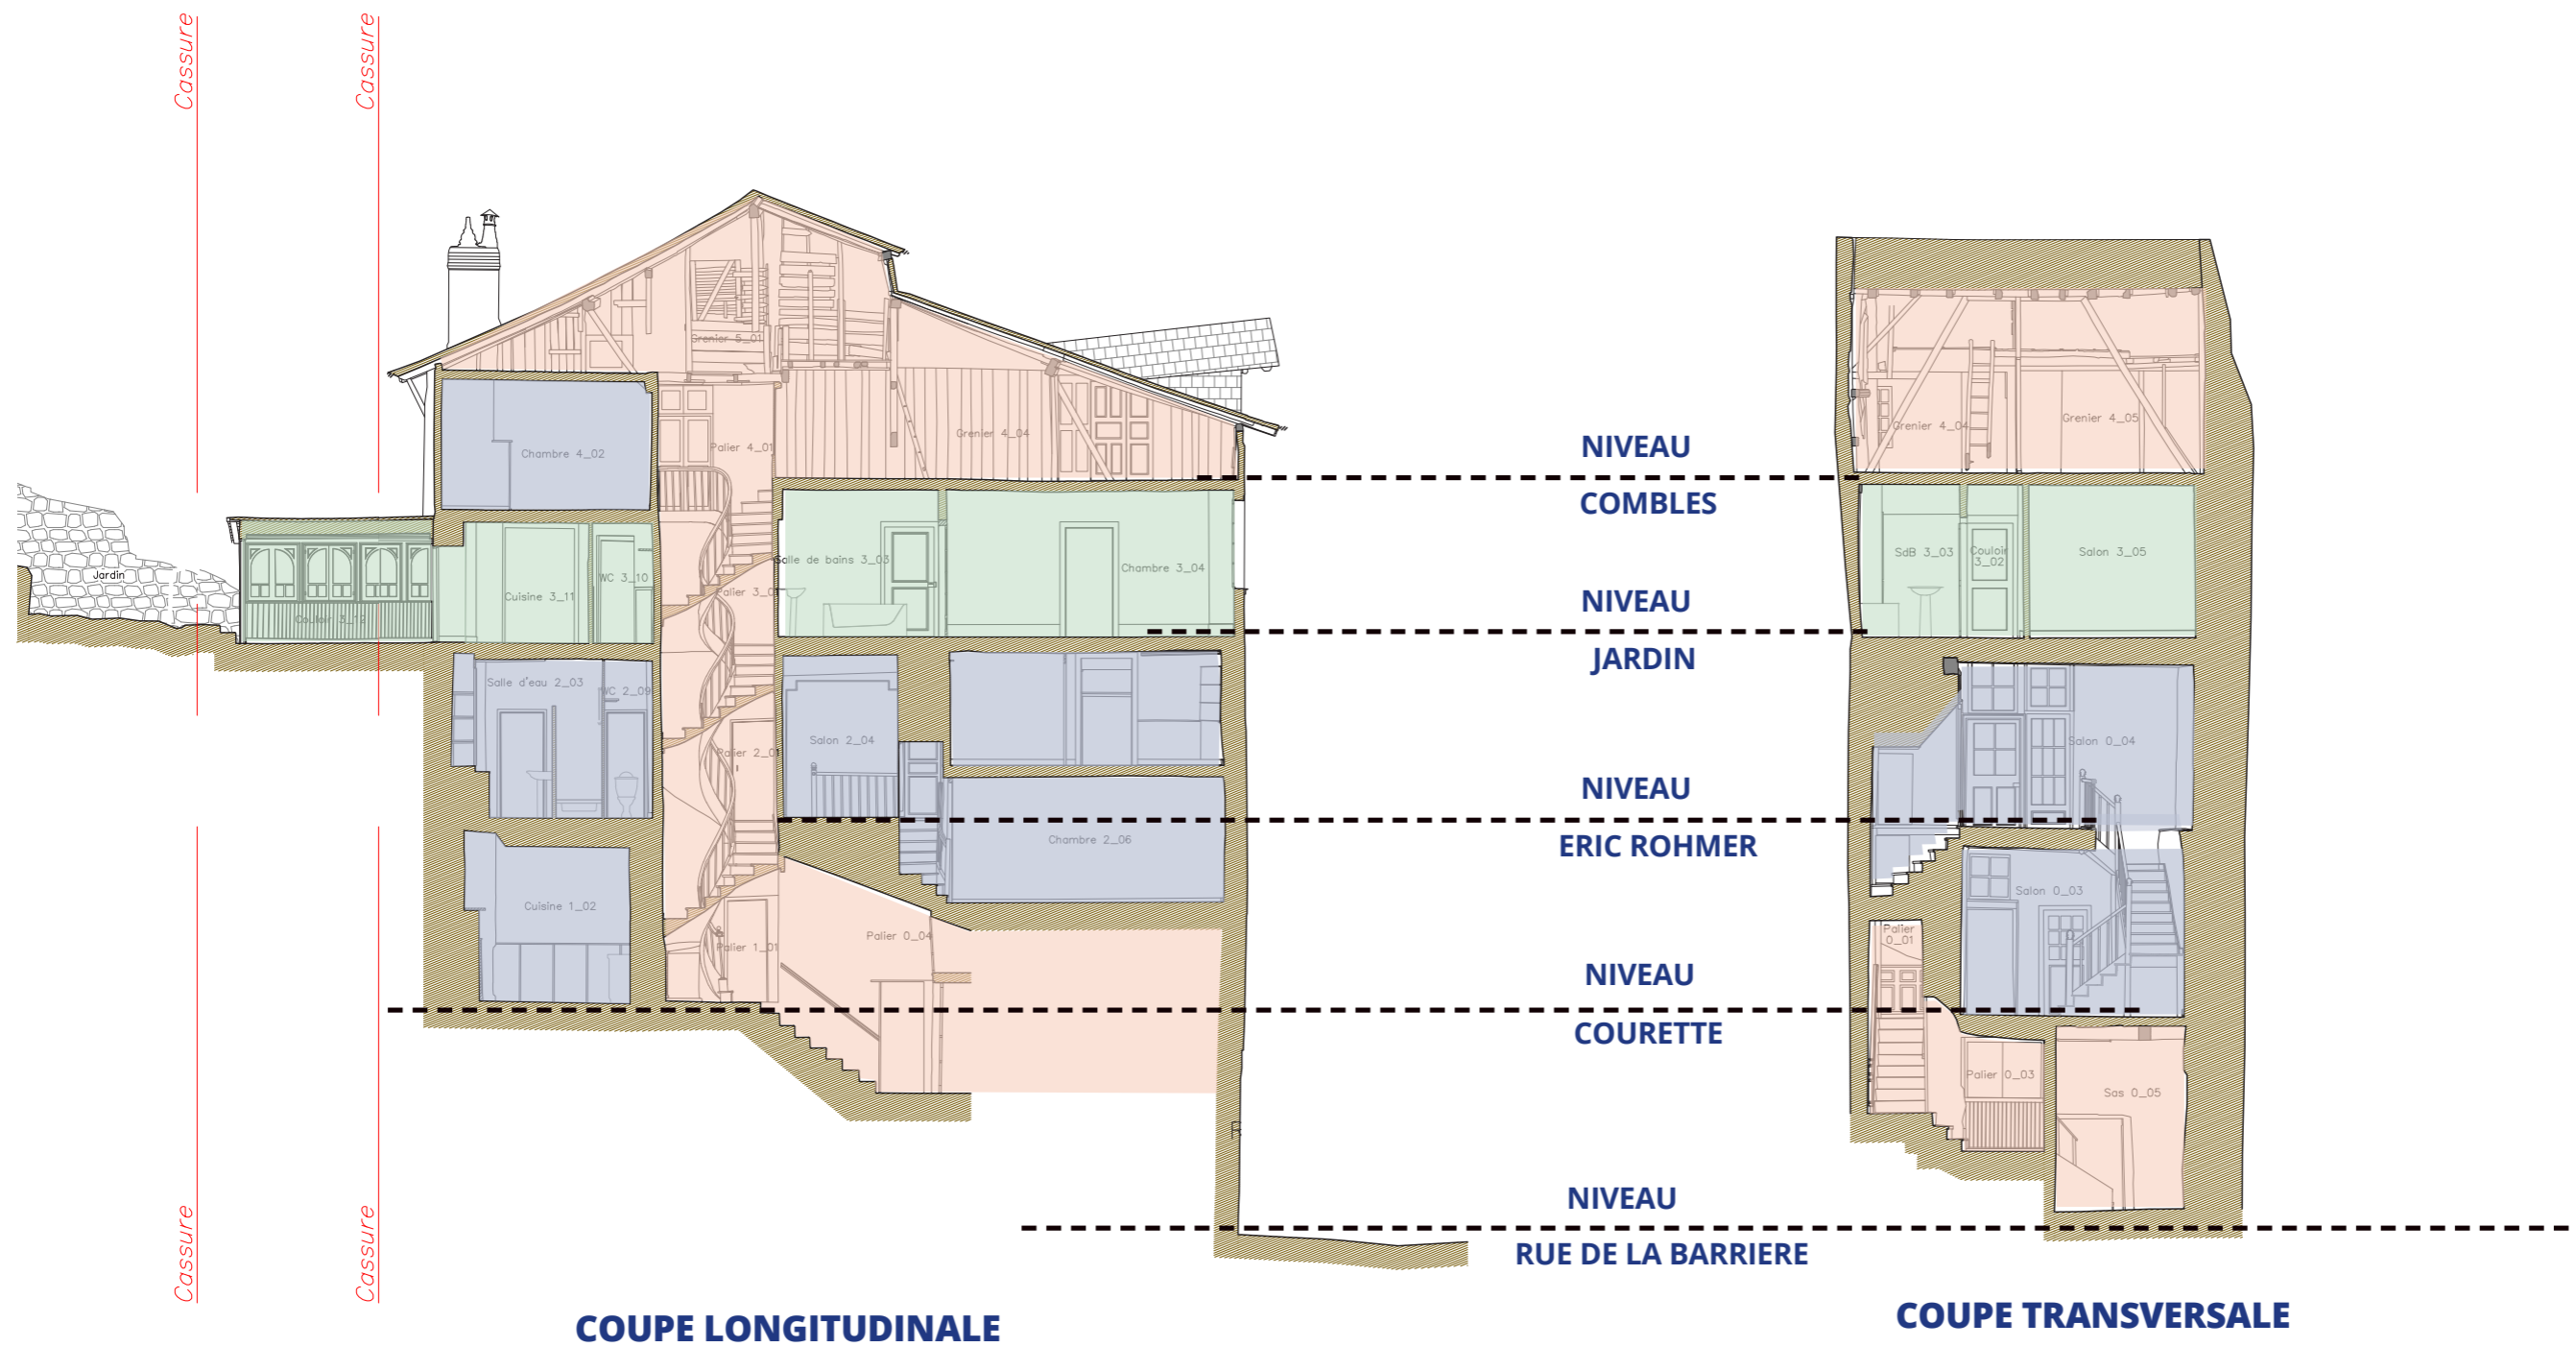 Cassure
Cassure
Grenier 5_01
Chambre 4_02
Palier 4_01
Grenier 4_04
Grenier 4_04
Grenier 4_05
NIVEAU
COMBLES
Jardin
Couloir 3_12
Cuisine 3_11
WC 3_10
Palier 3_01
Salle de bains 3_03
Chambre 3_04
SdB 3_03
Couloir
3_02
Salon 3_05
NIVEAU
JARDIN
Salle d'eau 2_03
WC 2_09
Palier 2_01
Salon 2_04
Salon 0_04
NIVEAU
ERIC ROHMER
Chambre 2_06
Cuisine 1_02
Palier 1_01
Palier 0_04
Salon 0_03
Palier
0_01
NIVEAU
COURETTE
Palier 0_03
Sas 0_05
NIVEAU
RUE DE LA BARRIERE
Cassure
Cassure
COUPE LONGITUDINALE
COUPE TRANSVERSALE